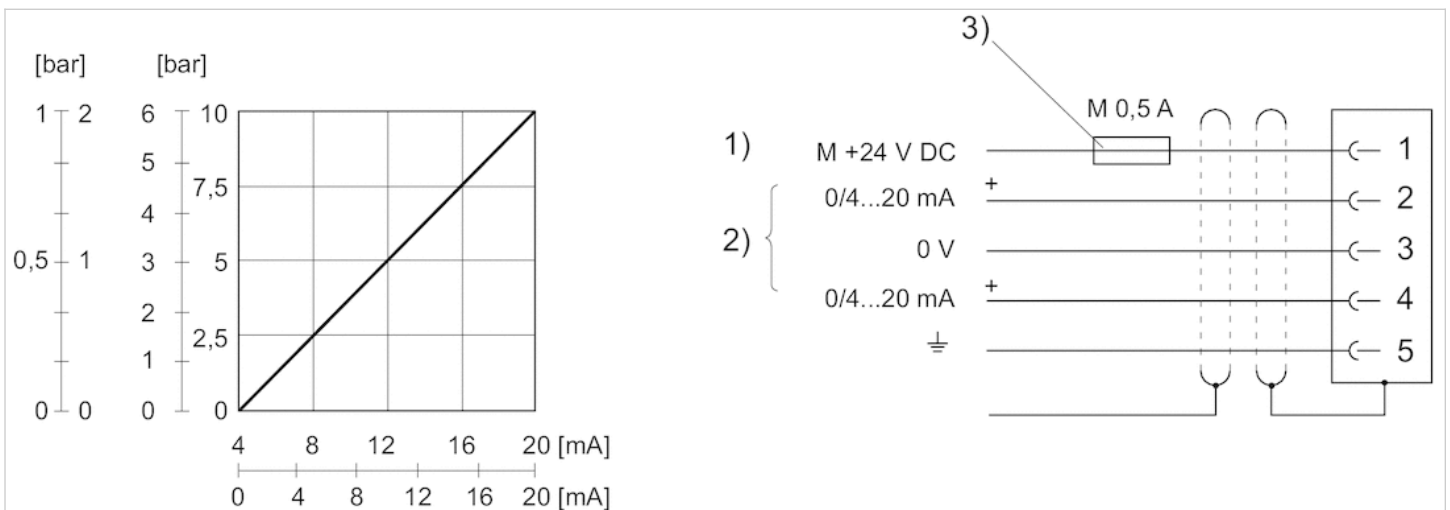 [bar] [bar]
1 2 6 10
5
7,5
4
0,5 1 3 5
2
2,5
1
0 0 0 0
4 8 12 16 20 [mA]
0 4 8 12 16 20 [mA]
3)
M 0,5 A
1) M +24 V DC 1
0/4...20 mA + 2
2) 0 V 3
0/4...20 mA + 4
5